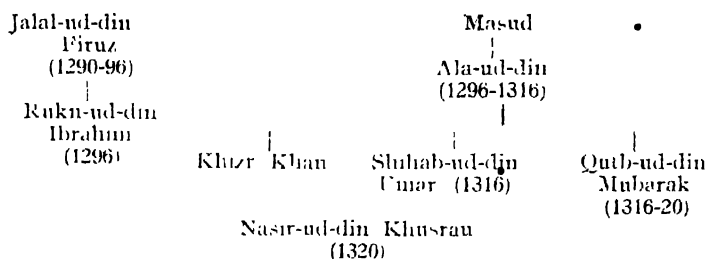 Jalal-ud-din Masud
Firuz
(1290-96) Ala-ud-din
(1296-1316)
Rukn-ud-din
Ibrahim
(1296) Khizr Khan Shihab-ud-din Qutb-ud-din
Umar (1316) Mubarak
(1316-20)
Nasir-ud-din Khusrau
(1320)